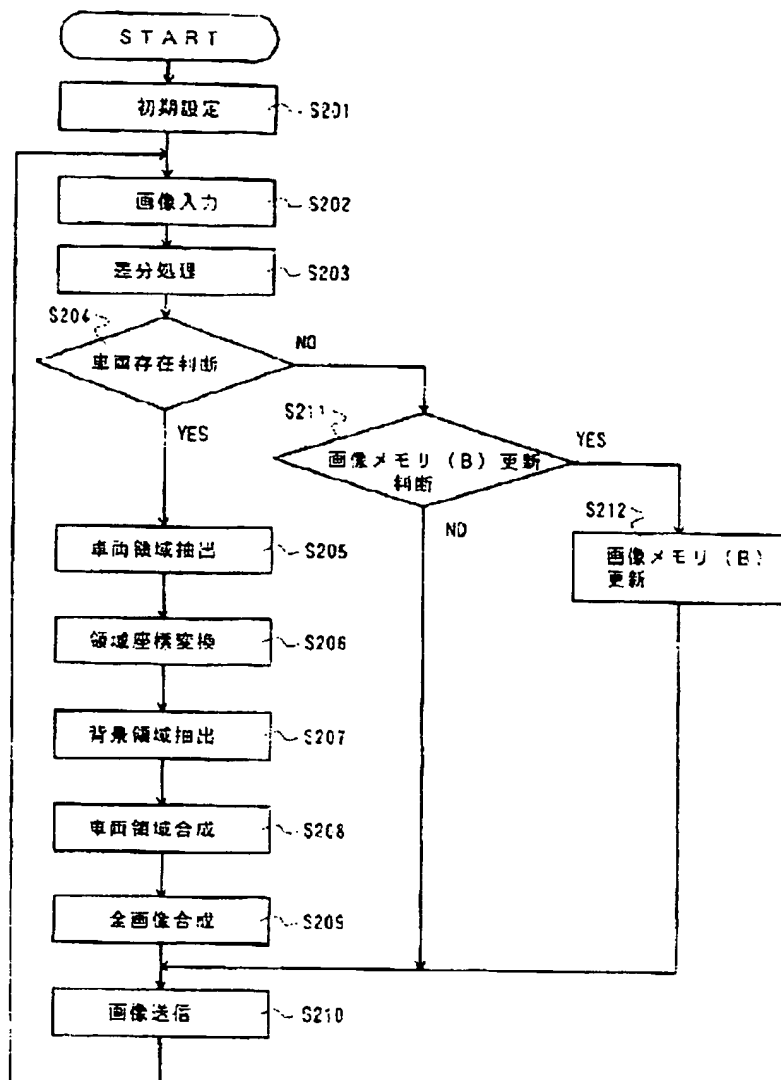 START
初期設定
S201
画像入力
S202
差分処理
S203
S204
車両存在判断
NO
YES
S211
画像メモリ(B)更新
判断
YES
NO
S212
画像メモリ(B)
更新
車両領域抽出
S205
領域座標変換
S206
背景領域抽出
S207
車両領域合成
S208
全画像合成
S209
画像送信
S210